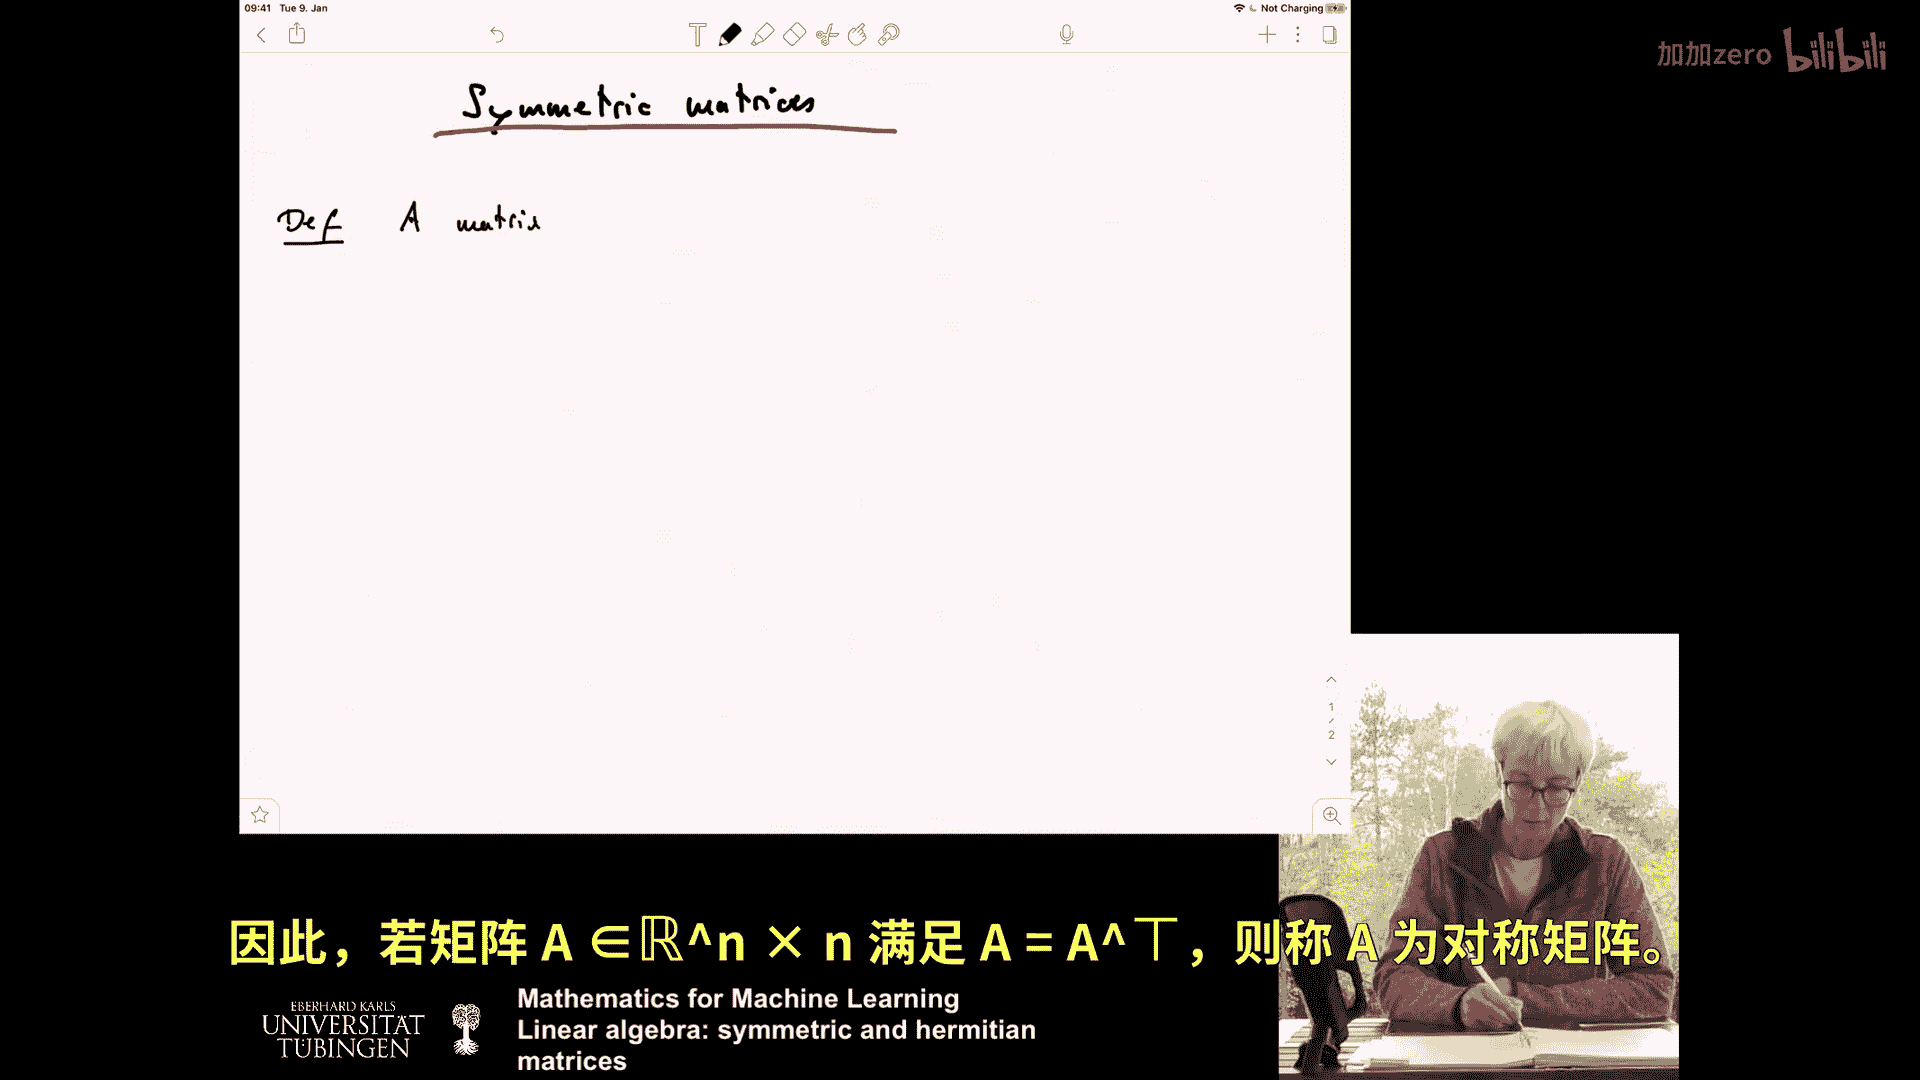 09:41 Tue 9. Jan
Not Charging
加加zero bilibili
Symmetric matrices
Def A matrix
1
2
因此，若矩阵 A ∈ℝ^n × n 满足 A = A^⊤，则称 A 为对称矩阵。
EBERHARD KARLS
UNIVERSITÄT
TÜBINGEN
Mathematics for Machine Learning
Linear algebra: symmetric and hermitian
matrices